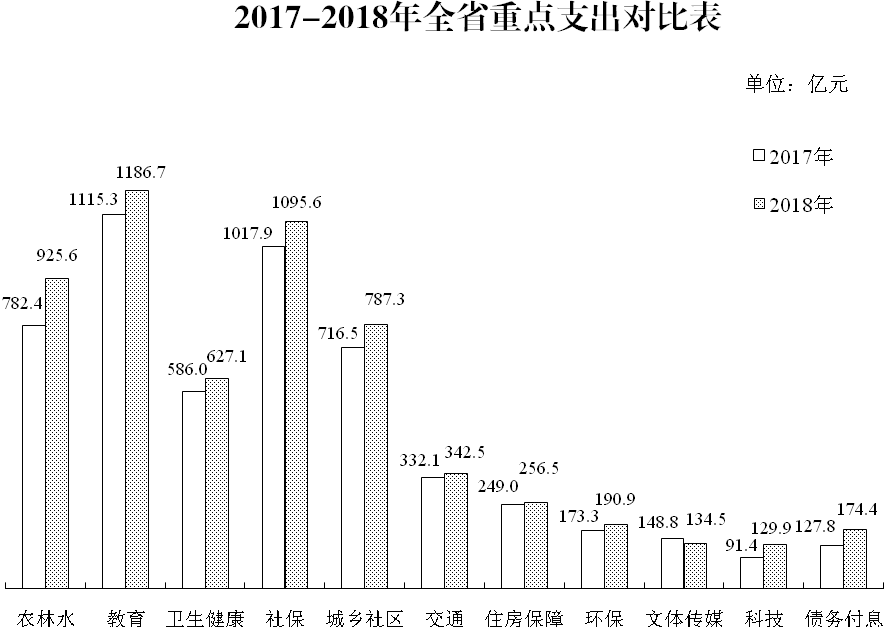 2017-2018年全省重点支出对比表
单位：亿元
2017年
2018年
782.4 925.6
1115.3 1186.7
586.0 627.1
1017.9 1095.6
716.5 787.3
332.1 342.5
249.0 256.5
173.3 190.9
148.8 134.5
91.4 129.9
127.8 174.4
农林水 教育 卫生健康 社保 城乡社区 交通 住房保障 环保 文体传媒 科技 债务付息